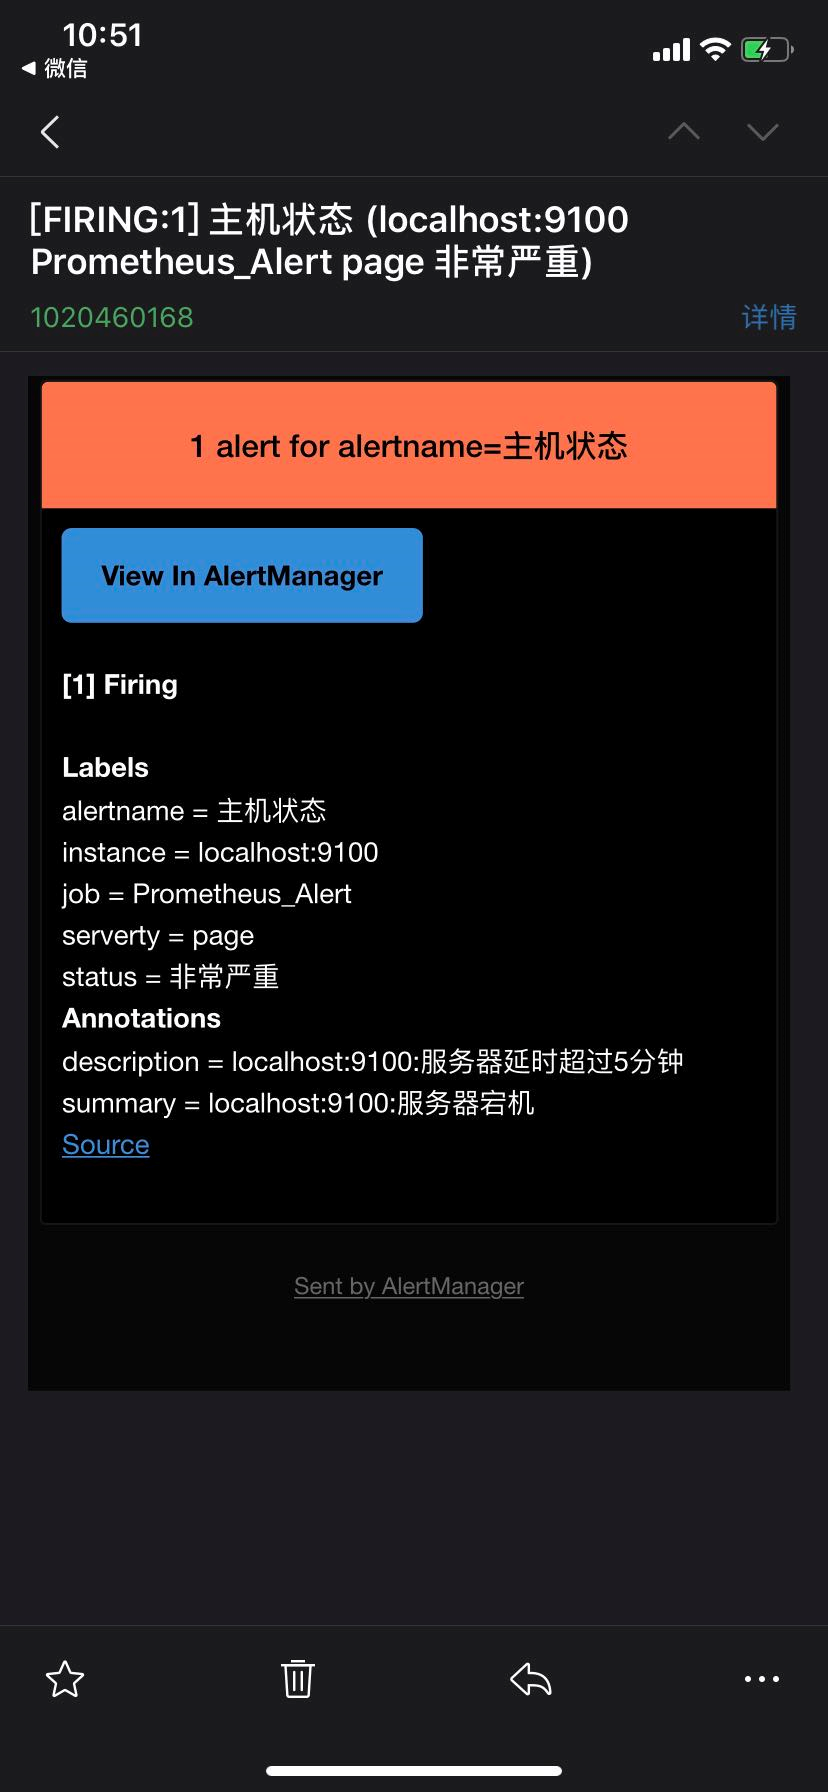 10:51
微信
[FIRING:1] 主机状态 (localhost:9100
Prometheus_Alert page 非常严重)
1020460168
详情
1 alert for alertname=主机状态
View In AlertManager
[1] Firing
Labels
alertname = 主机状态
instance = localhost:9100
job = Prometheus_Alert
serverty = page
status = 非常严重
Annotations
description = localhost:9100:服务器延时超过5分钟
summary = localhost:9100:服务器宕机
Source
Sent by AlertManager